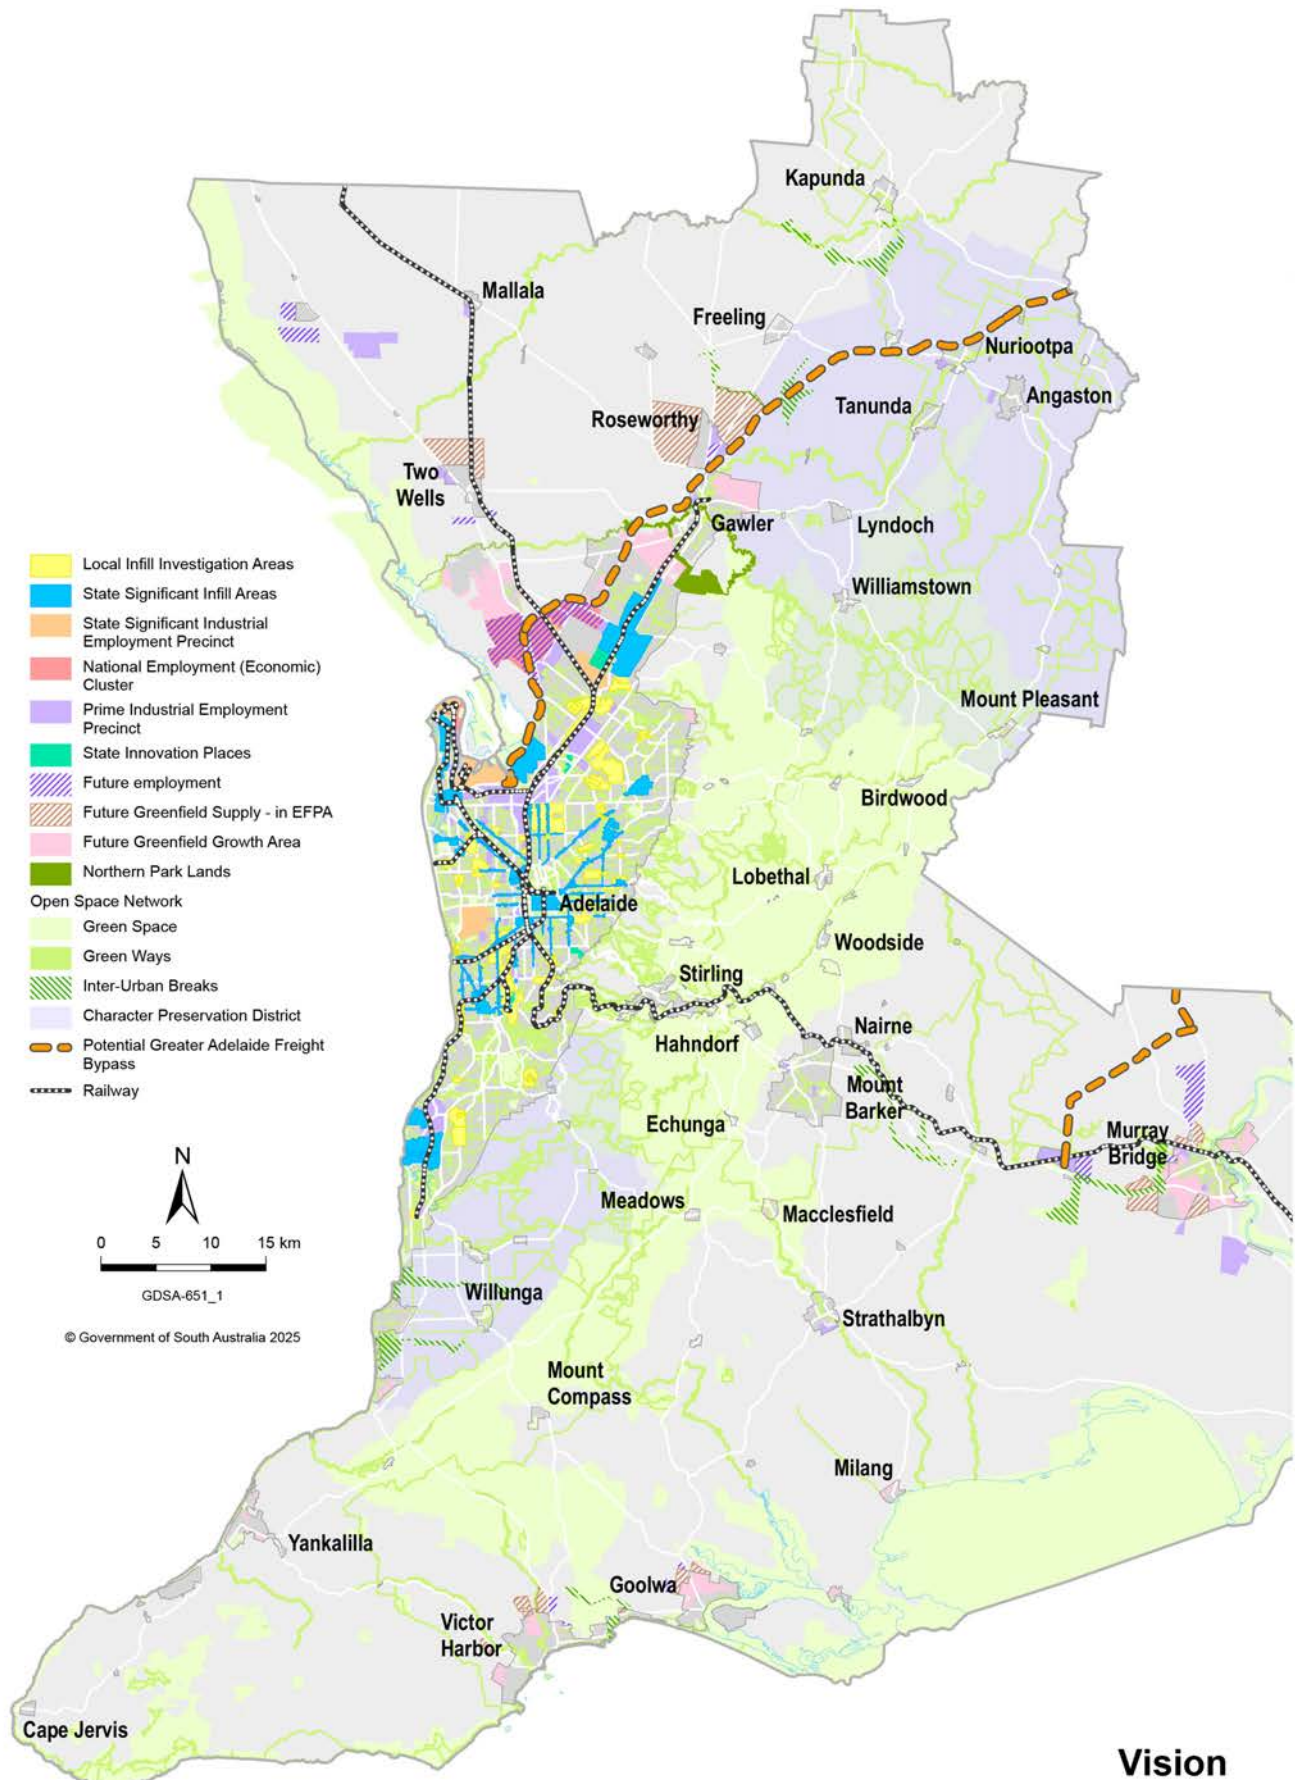 Kapunda
Mallala
Freeling
Nuriootpa
Angaston
Tanunda
Roseworthy
Two
Wells
Gawler
Lyndoch
Williamstown
Mount Pleasant
Birdwood
Lobethal
Adelaide
Woodside
Stirling
Nairne
Hahndorf
Mount
Barker
Echunga
Murray
Bridge
Meadows
Macclesfield
Willunga
Strathalbyn
Mount
Compass
Milang
Yankalilla
Goolwa
Victor
Harbor
Cape Jervis
Local Infill Investigation Areas
State Significant Infill Areas
State Significant Industrial
Employment Precinct
National Employment (Economic)
Cluster
Prime Industrial Employment
Precinct
State Innovation Places
Future employment
Future Greenfield Supply - in EFPA
Future Greenfield Growth Area
Northern Park Lands
Open Space Network
Green Space
Green Ways
Inter-Urban Breaks
Character Preservation District
Potential Greater Adelaide Freight
Bypass
Railway
N
0 5 10 15 km
GDSA-651_1
© Government of South Australia 2025
Vision